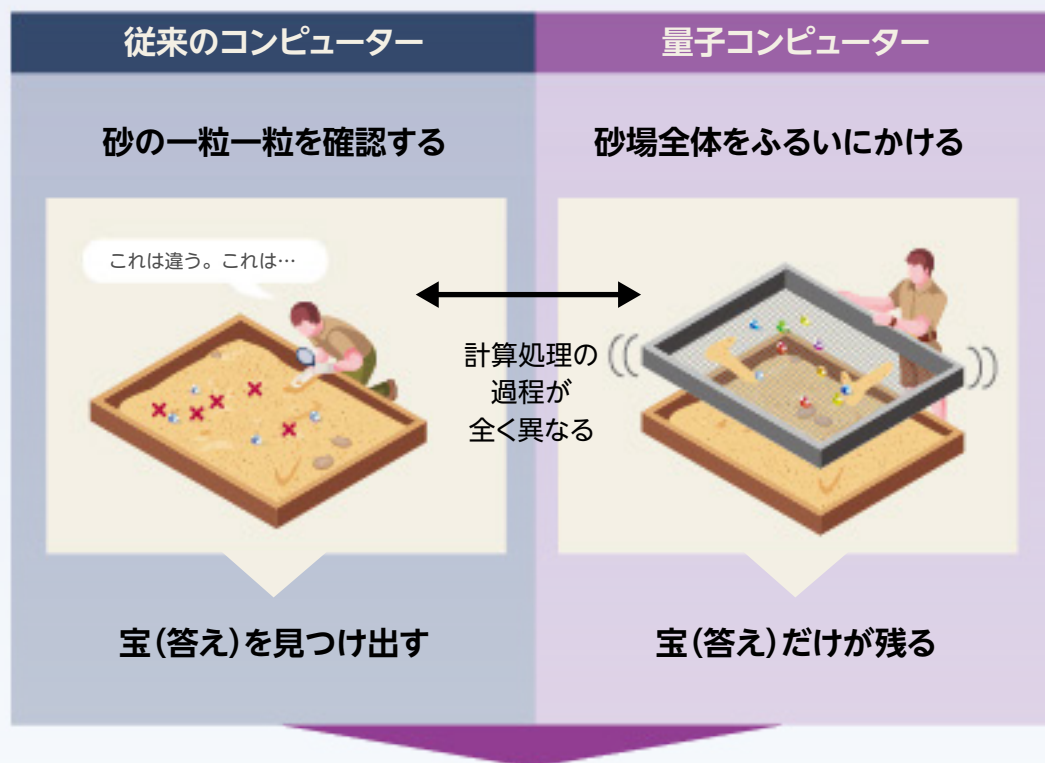 従来のコンピューター
量子コンピューター
砂の一粒一粒を確認する
砂場全体をふるいにかける
これは違う。これは…
計算処理の
過程が
全く異なる
宝(答え)を見つけ出す
宝(答え)だけが残る